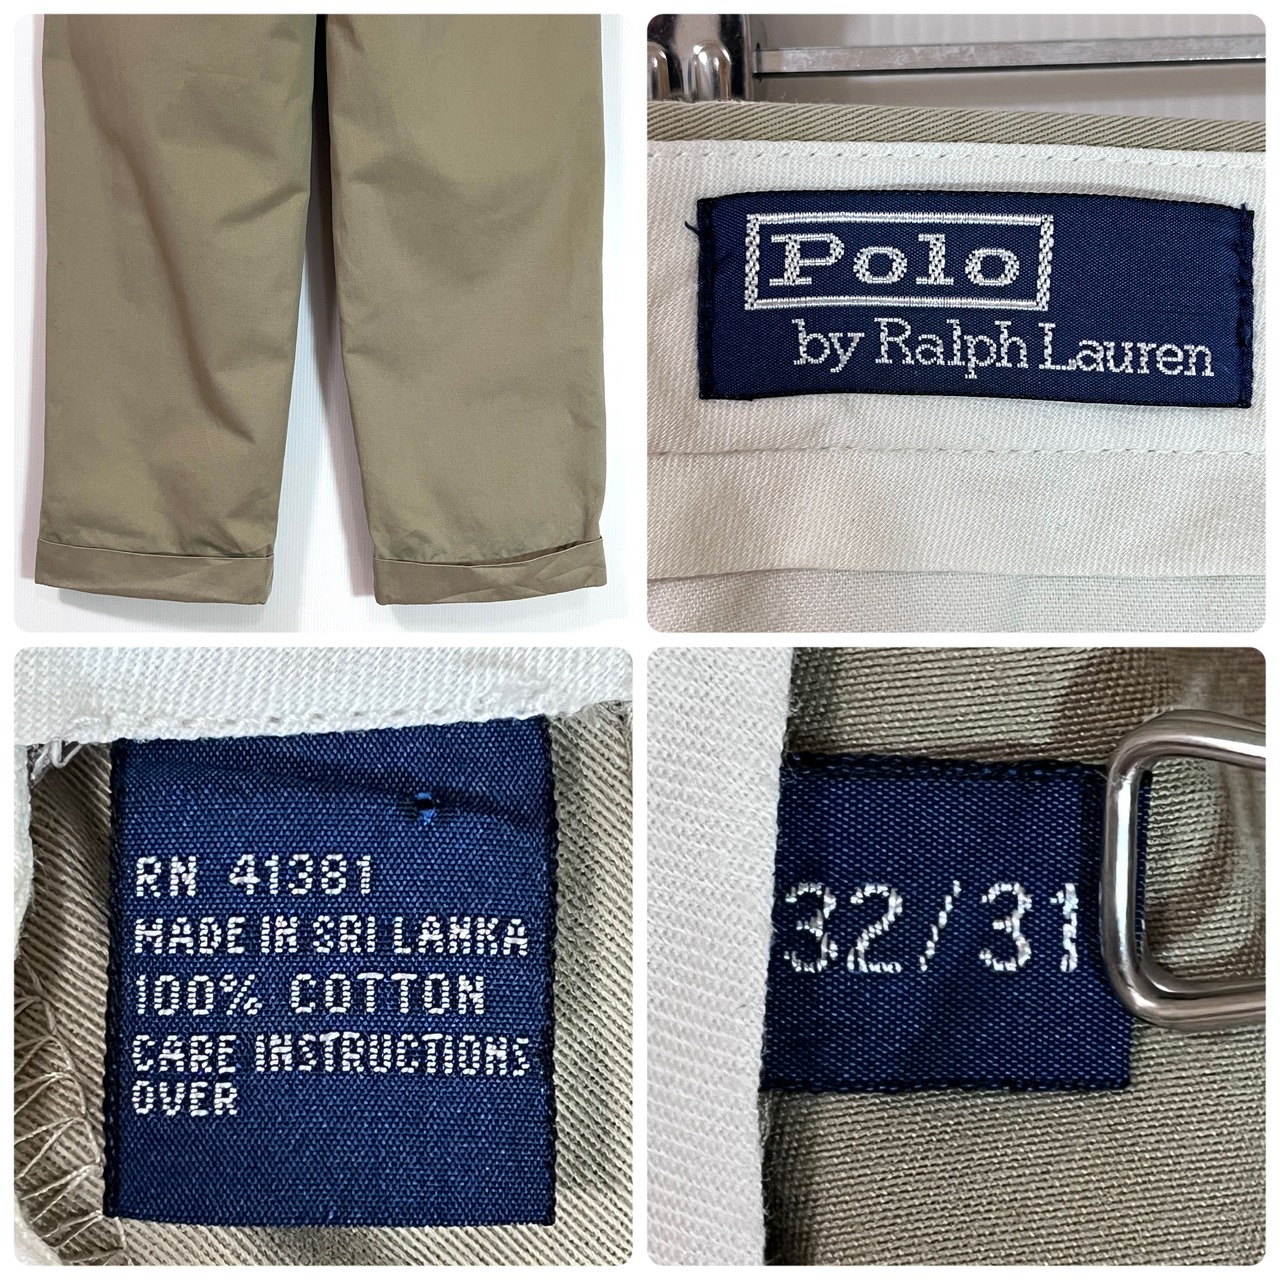 Polo
by Ralph Lauren
RN 41381
MADE IN SRI LANKA
100% COTTON
CARE INSTRUCTIONS
OVER
32/31